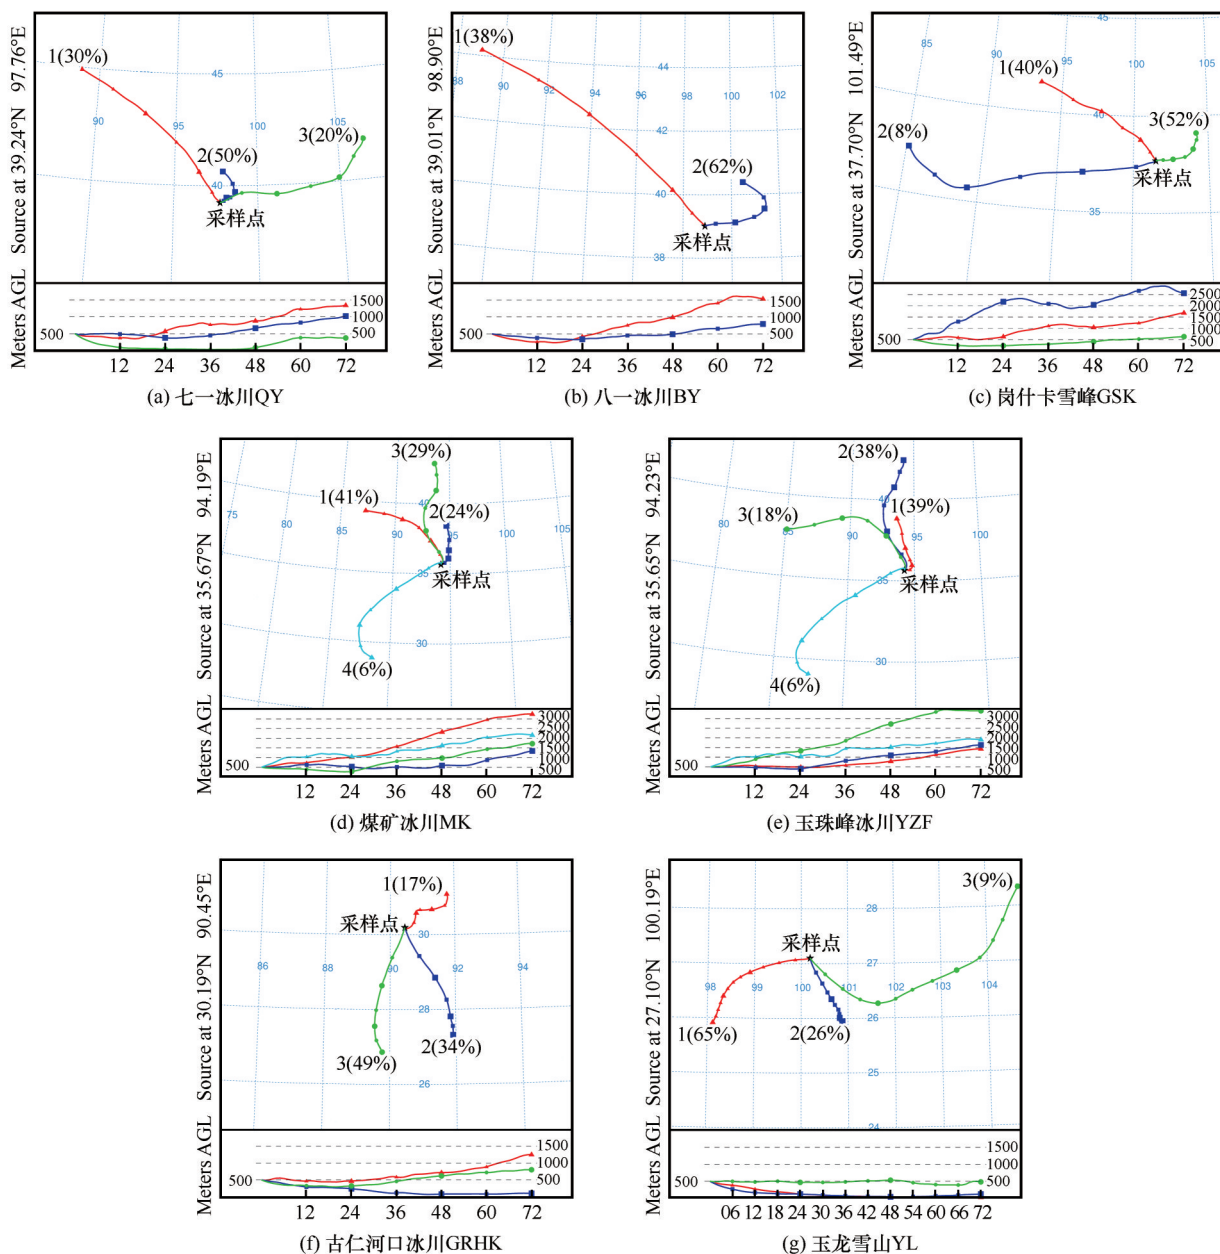 Source at 39.24°N 97.76°E
1(30%)
45
90
95
100
105
3(20%)
2(50%)
40
采样点
Meters AGL
500
1500
1000
500
12 24 36 48 60 72
(a) 七一冰川QY
Source at 39.01°N 98.90°E
1(38%)
44
88 90 92 94 96 98 100 102
42
2(62%)
40
采样点
38
Meters AGL
500
1500
1000
500
12 24 36 48 60 72
(b) 八一冰川BY
Source at 37.70°N 101.49°E
45
85 90 95 100 105
1(40%)
40
3(52%)
2(8%)
采样点
35
Meters AGL
500
2500
2000
1500
1000
500
12 24 36 48 60 72
(c) 岗什卡雪峰GSK
Source at 35.67°N 94.19°E
3(29%)
1(41%)
40
2(24%)
75 80 85 90 95 100 105
35
采样点
30
4(6%)
Meters AGL
500
3000
2500
2000
1500
1000
500
12 24 36 48 60 72
(d) 煤矿冰川MK
Source at 35.65°N 94.23°E
2(38%)
40
1(39%)
3(18%)
80 85 90 95 100
35
采样点
30
4(6%)
Meters AGL
500
3000
2500
2000
1500
1000
500
12 24 36 48 60 72
(e) 玉珠峰冰川YZF
Source at 30.19°N 90.45°E
1(17%)
采样点
30
86 88 90 92 94
28
2(34%)
3(49%)
26
Meters AGL
500
1500
1000
500
12 24 36 48 60 72
(f) 古仁河口冰川GRHK
Source at 27.10°N 100.19°E
3(9%)
28
采样点
27
98 99 100 101 102 103 104
26
1(65%)
2(26%)
25
24
Meters AGL
500
1500
1000
500
06 12 18 24 30 36 42 48 54 60 66 72
(g) 玉龙雪山YL